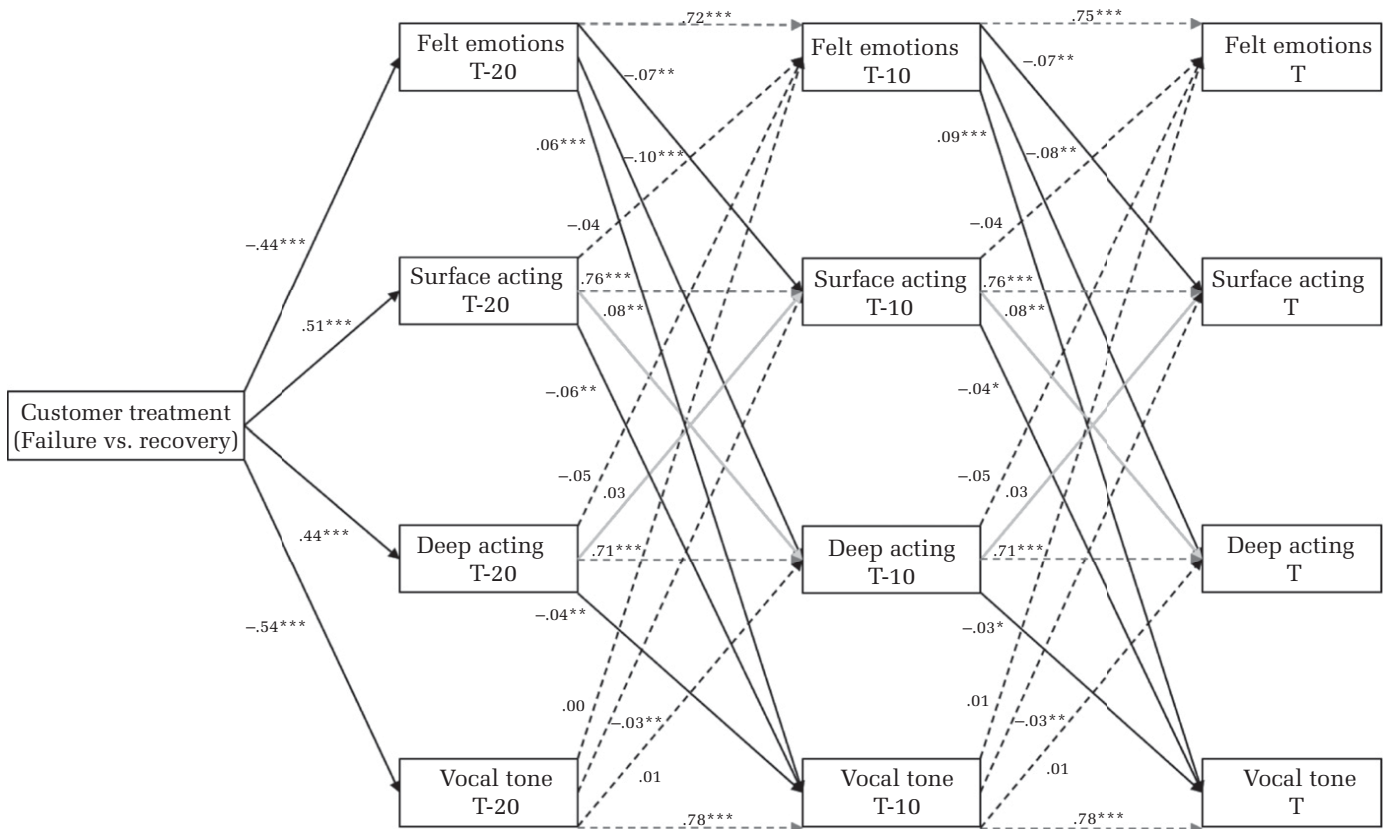 .72***
.75***
Felt emotions
T-20
Felt emotions
T-10
Felt emotions
T
–.07**
–.07**
.06***
–.10***
.09***
–.08**
–.44***
–.04
–.04
Surface acting
T-20
.76***
Surface acting
T-10
.76***
Surface acting
T
.51***
.08**
.08**
Customer treatment
(Failure vs. recovery)
–.06**
–.04*
–.05
.03
–.05
.03
.44***
Deep acting
T-20
.71***
Deep acting
T-10
.71***
Deep acting
T
–.54***
–.04**
–.03*
.00
–.03**
.01
–.03**
.01
.01
Vocal tone
T-20
Vocal tone
T-10
Vocal tone
T
.78***
.78***